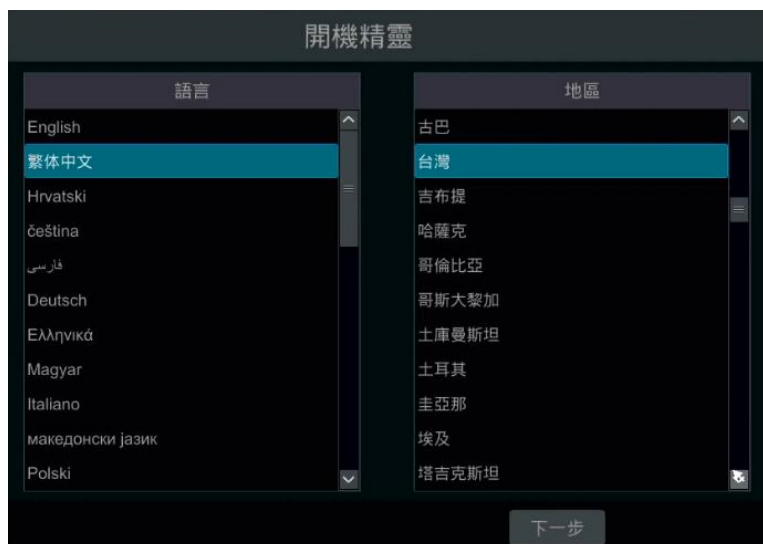 開機精靈
語言
English
繁体中文
Hrvatski
čeština
فارسی
Deutsch
Ελληνικά
Magyar
Italiano
македонски јазик
Polski
地區
古巴
台灣
吉布提
哈薩克
哥倫比亞
哥斯大黎加
土庫曼斯坦
土耳其
圭亞那
埃及
塔吉克斯坦
下一步